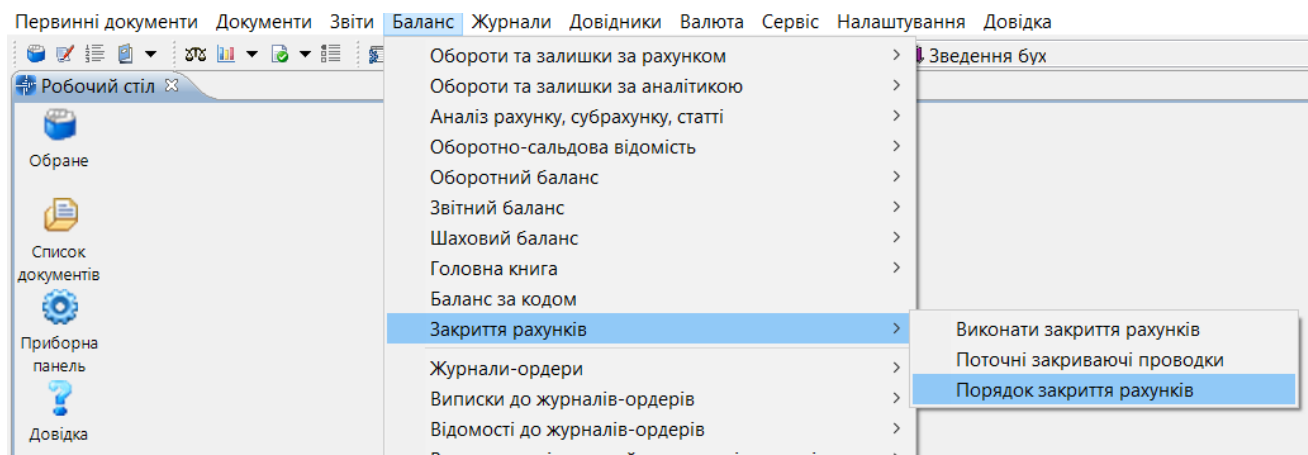 Первинні документи Документи Звіти Баланс Журнали Довідники Валюта Сервіс Налаштування Довідка
Зведення бух
Робочий стіл
Обране
Список
документів
Приборна
панель
Довідка
Обороти та залишки за рахунком
Обороти та залишки за аналітикою
Аналіз рахунку, субрахунку, статті
Оборотно-сальдова відомість
Оборотний баланс
Звітний баланс
Шаховий баланс
Головна книга
Баланс за кодом
Закриття рахунків
Журнали-ордери
Виписки до журналів-ордерів
Відомості до журналів-ордерів
Виконати закриття рахунків
Поточні закриваючі проводки
Порядок закриття рахунків